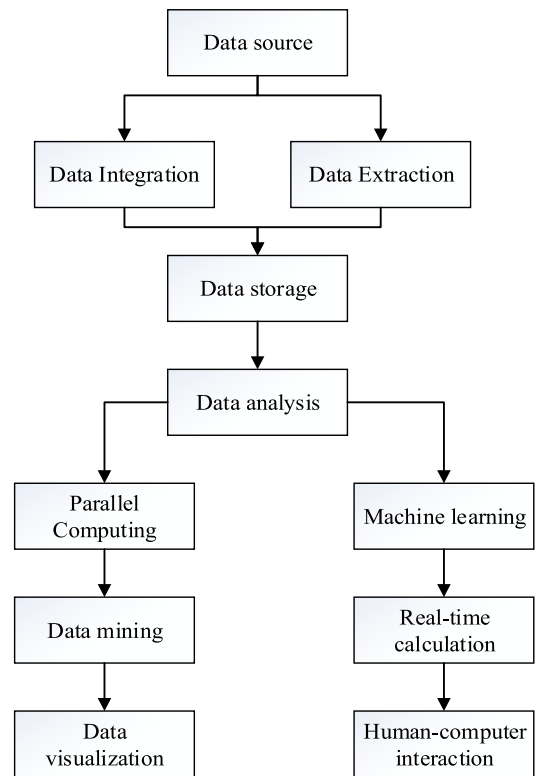 Data source
Data Integration
Data Extraction
Data storage
Data analysis
Parallel
Computing
Machine learning
Data mining
Real-time
calculation
Data
visualization
Human-computer
interaction